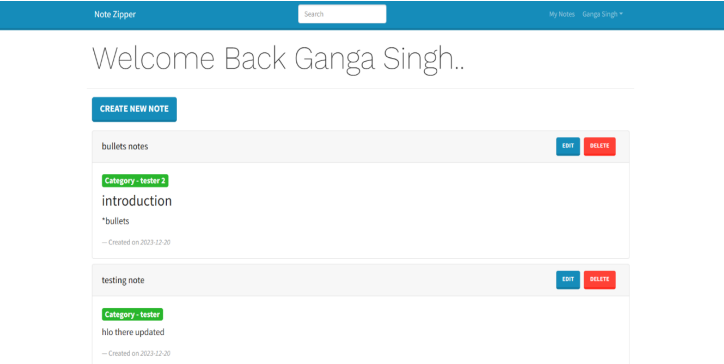 Note Zipper Search My Notes Ganga Singh
Welcome Back Ganga Singh..
CREATE NEW NOTE
bullets notes EDIT DELETE
Category - tester 2
introduction
*bullets
— Created on 2023-12-20
testing note EDIT DELETE
Category - tester
hlo there updated
— Created on 2023-12-20